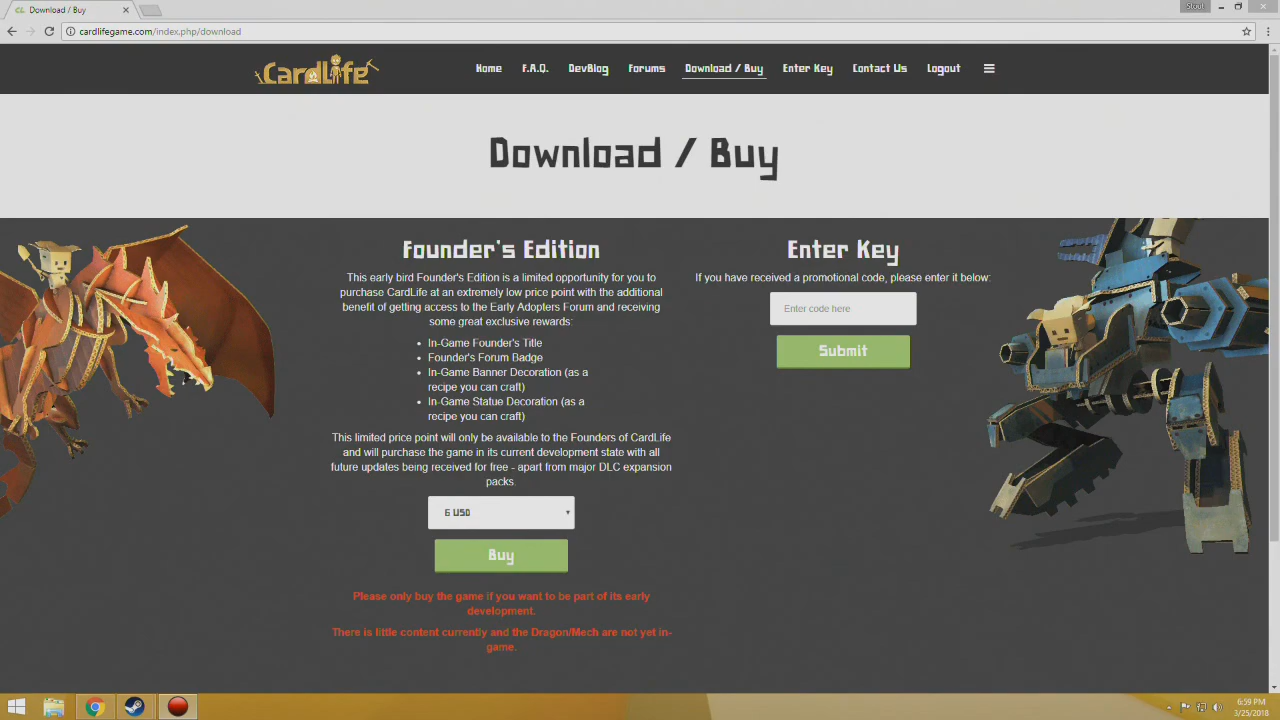 Download / Buy
Stout
cardlifegame.com/index.php/download
CardLife
Home F.A.Q. DevBlog Forums Download / Buy Enter Key Contact Us Logout
Download / Buy
Founder's Edition
This early bird Founder's Edition is a limited opportunity for you to
purchase CardLife at an extremely low price point with the additional
benefit of getting access to the Early Adopters Forum and receiving
some great exclusive rewards:
• In-Game Founder's Title
• Founder's Forum Badge
• In-Game Banner Decoration (as a
recipe you can craft)
• In-Game Statue Decoration (as a
recipe you can craft)
This limited price point will only be available to the Founders of CardLife
and will purchase the game in its current development state with all
future updates being received for free - apart from major DLC expansion
packs.
6 USD
Buy
Please only buy the game if you want to be part of its early
development.
There is little content currently and the Dragon/Mech are not yet in-
game.
Enter Key
If you have received a promotional code, please enter it below:
Enter code here
Submit
6:59 PM
3/25/2018